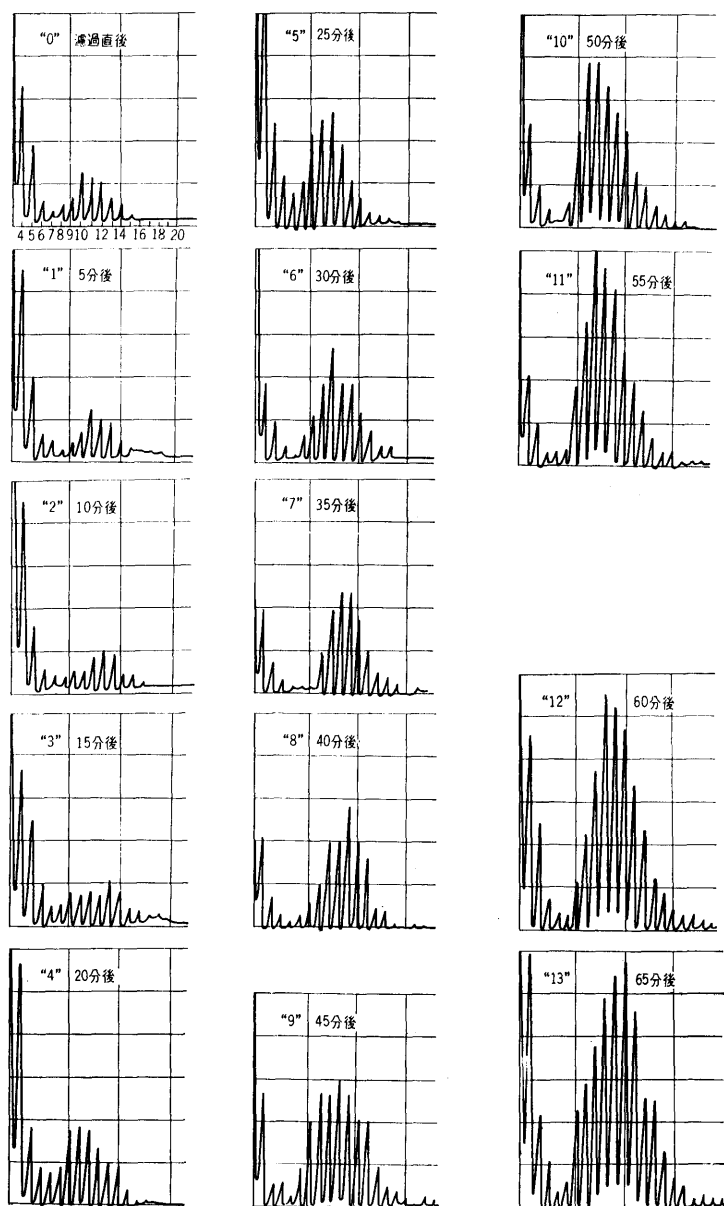 "0" 濾過直後
4 5 6 7 8 9 10 12 14 16 18 20
"1" 5分後
"2" 10分後
"3" 15分後
"4" 20分後
"5" 25分後
"6" 30分後
"7" 35分後
"8" 40分後
"9" 45分後
"10" 50分後
"11" 55分後
"12" 60分後
"13" 65分後